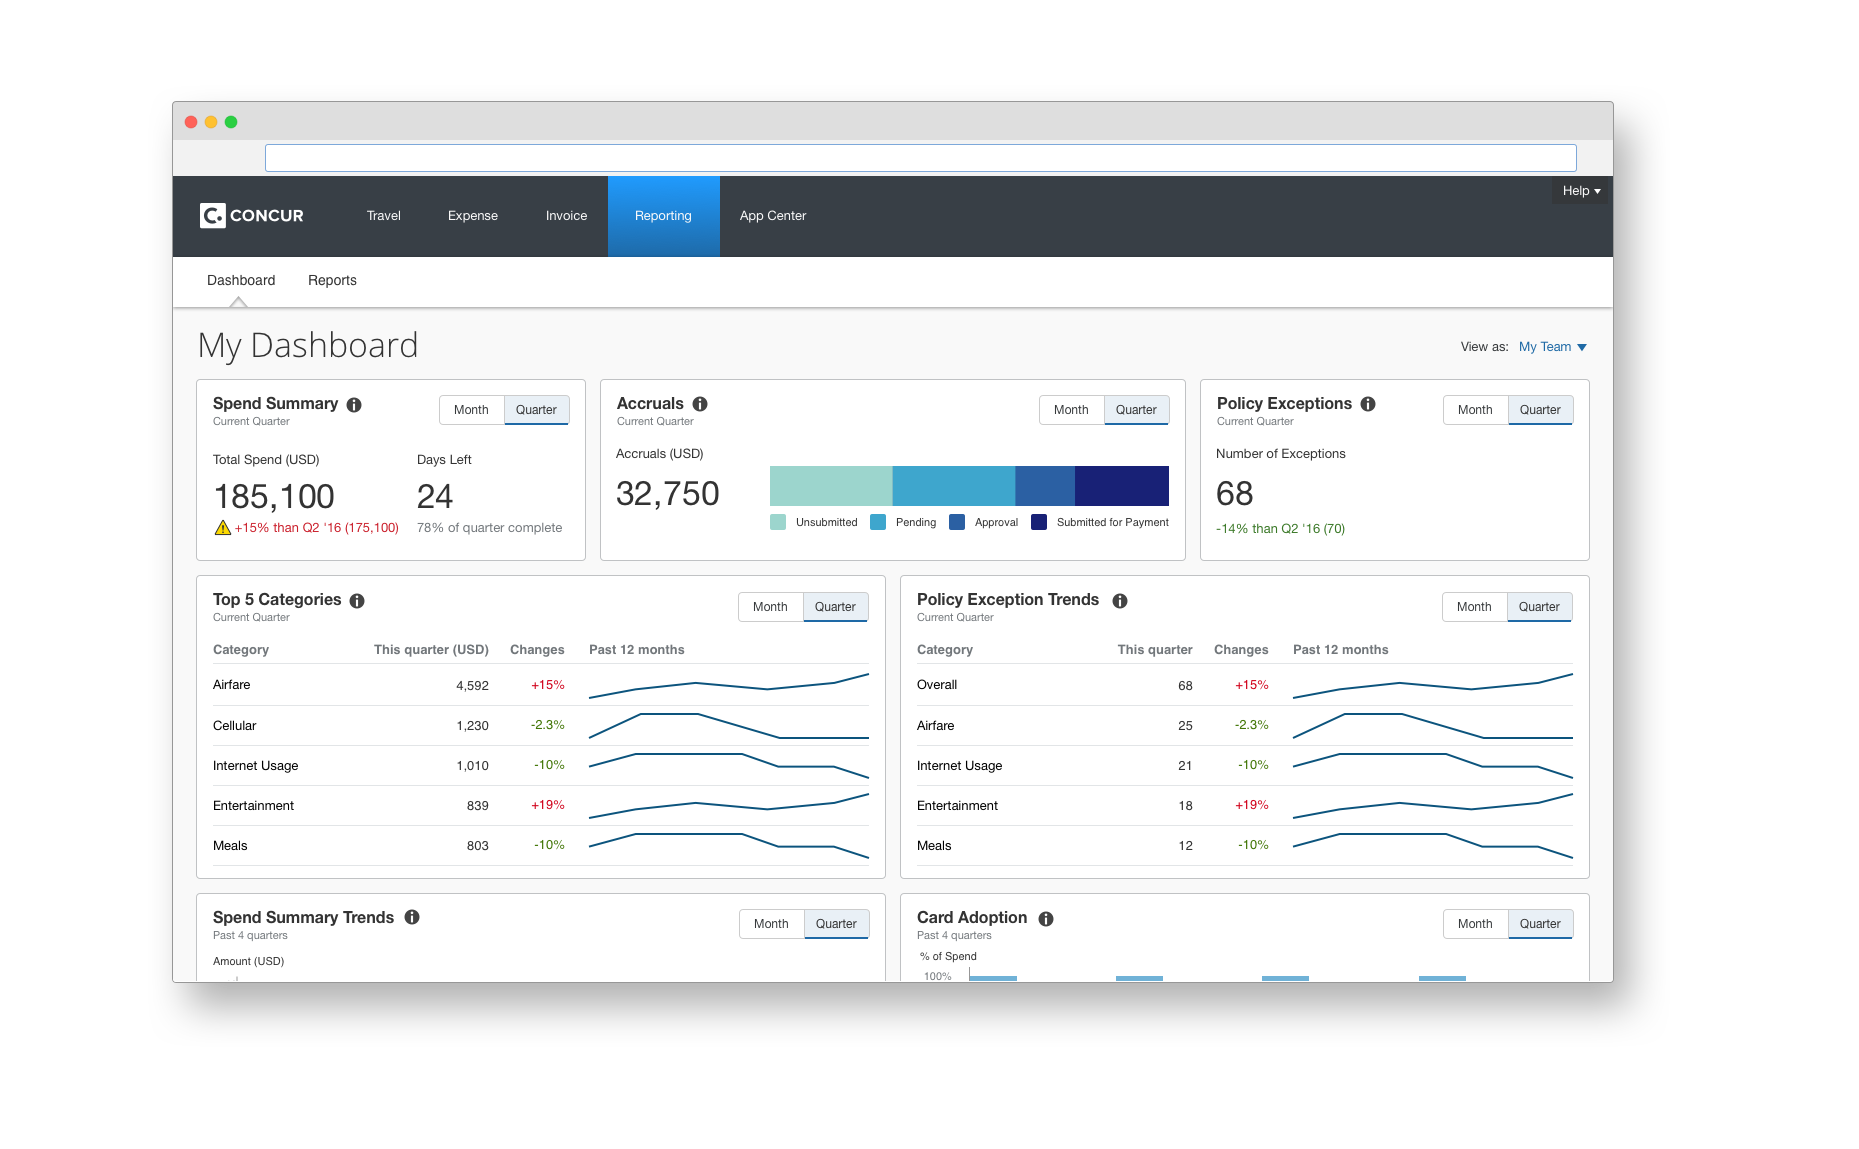 Help
CONCUR Travel Expense Invoice Reporting App Center
Dashboard Reports
My Dashboard
View as: My Team
Spend Summary
Current Quarter
Month Quarter
Total Spend (USD)
185,100
+15% than Q2 '16 (175,100)
Days Left
24
78% of quarter complete
Accruals
Current Quarter
Month Quarter
Accruals (USD)
32,750
Unsubmitted Pending Approval Submitted for Payment
Policy Exceptions
Current Quarter
Month Quarter
Number of Exceptions
68
-14% than Q2 '16 (70)
Top 5 Categories
Current Quarter
Month Quarter
Category This quarter (USD) Changes Past 12 months
Airfare 4,592 +15%
Cellular 1,230 -2.3%
Internet Usage 1,010 -10%
Entertainment 839 +19%
Meals 803 -10%
Policy Exception Trends
Current Quarter
Month Quarter
Category This quarter Changes Past 12 months
Overall 68 +15%
Airfare 25 -2.3%
Internet Usage 21 -10%
Entertainment 18 +19%
Meals 12 -10%
Spend Summary Trends
Past 4 quarters
Month Quarter
Amount (USD)
Card Adoption
Past 4 quarters
Month Quarter
% of Spend
100%